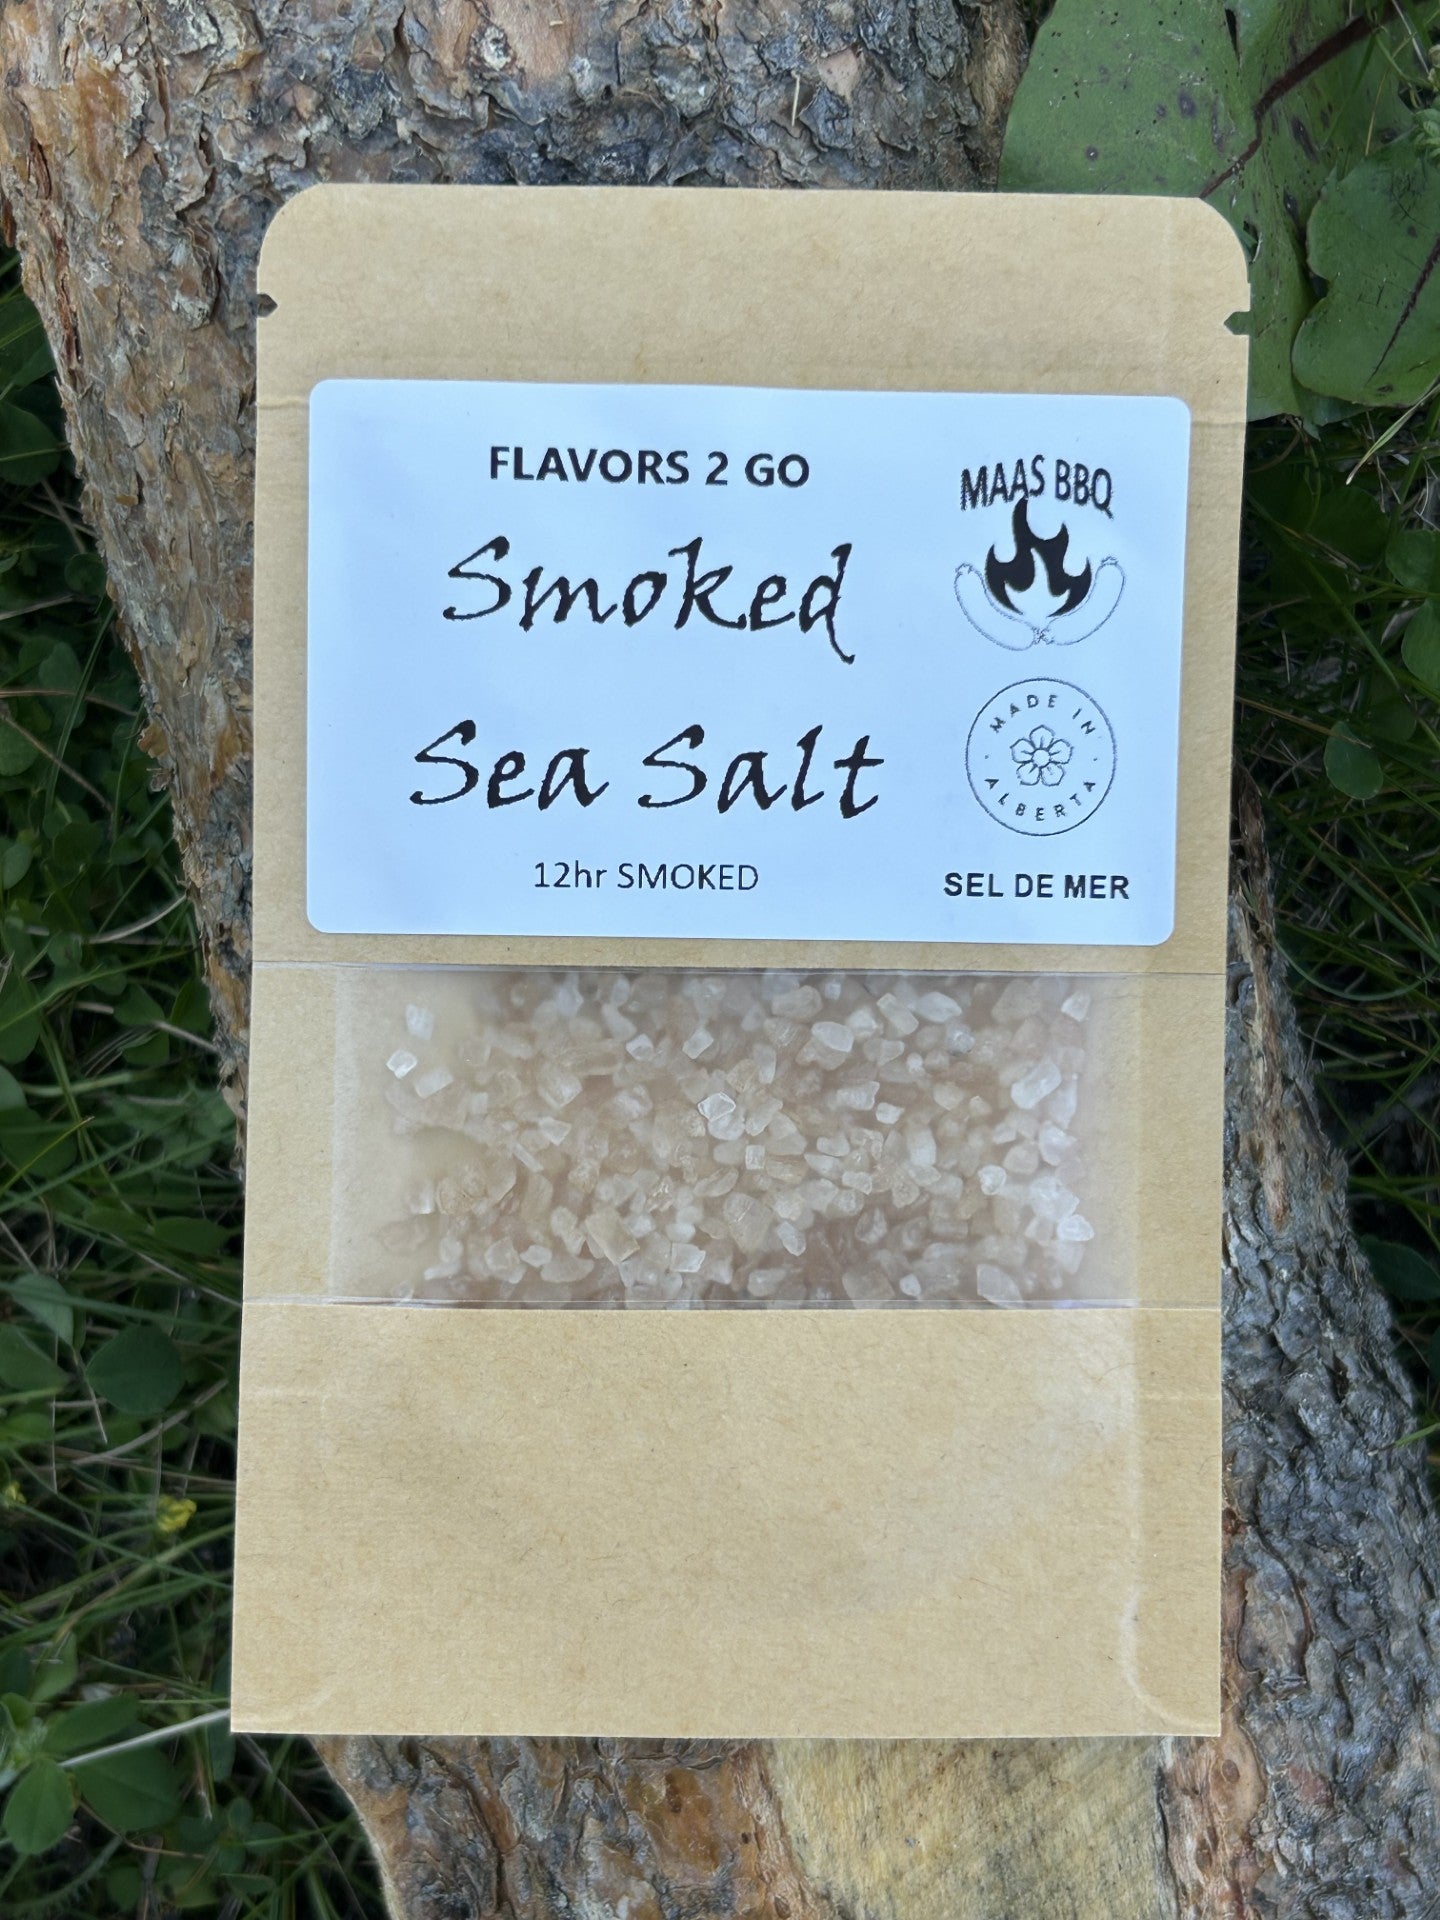 FLAVORS 2 GO
Smoked
Sea Salt
12hr SMOKED
MAAS BBQ
MADE IN
· ALBERTA ·
SEL DE MER